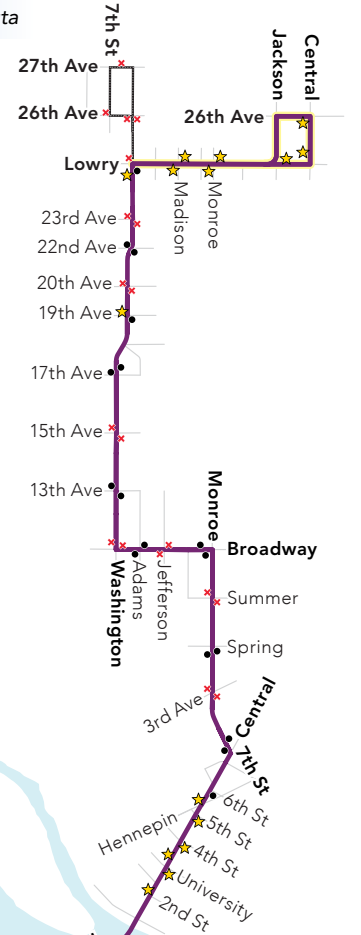 ta
7th St
27th Ave
Jackson
Central
26th Ave
26th Ave
Lowry
Madison
Monroe
23rd Ave
22nd Ave
20th Ave
19th Ave
17th Ave
15th Ave
13th Ave
Monroe
Broadway
Washington
Adams
Jefferson
Summer
Spring
3rd Ave
Central
7th St
6th St
Hennepin
5th St
4th St
University
2nd St